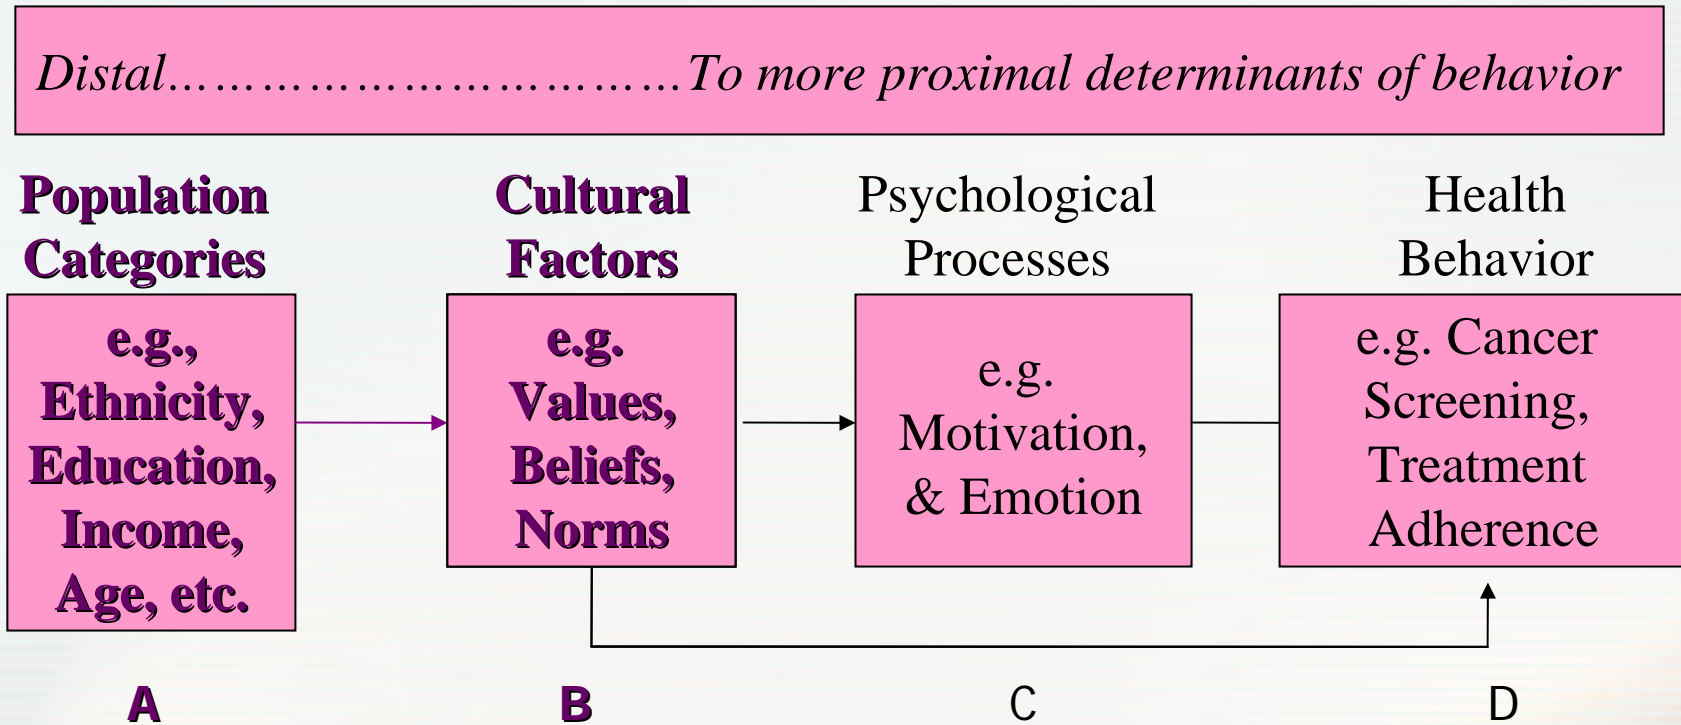 Distal……………………………To more proximal determinants of behavior
Population
Categories
Cultural
Factors
Psychological
Processes
Health
Behavior
e.g.,
Ethnicity,
Education,
Income,
Age, etc.
e.g.
Values,
Beliefs,
Norms
e.g.
Motivation,
& Emotion
e.g. Cancer
Screening,
Treatment
Adherence
A
B
C
D